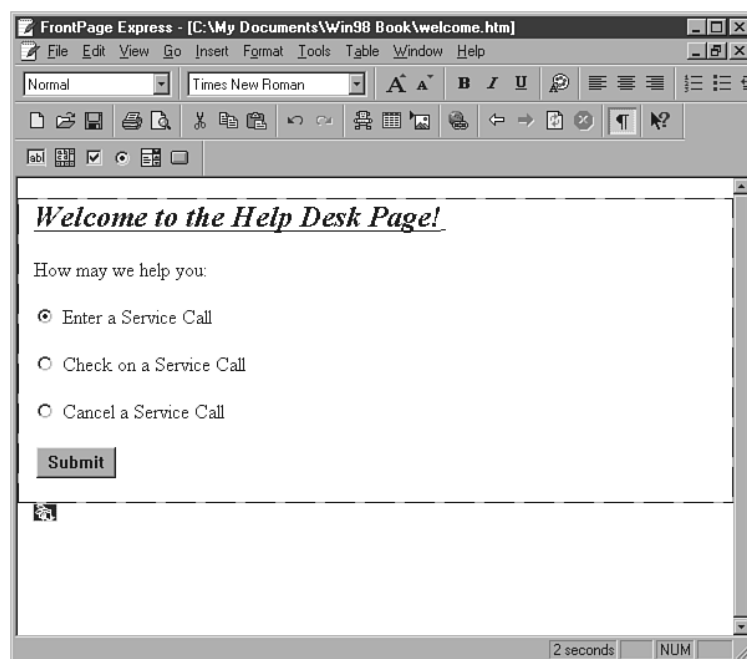 FrontPage Express - [C:\My Documents\Win98 Book\welcome.htm]
File Edit View Go Insert Format Tools Table Window Help
Normal Times New Roman A A B I U
abl
Welcome to the Help Desk Page!
How may we help you:
Enter a Service Call
Check on a Service Call
Cancel a Service Call
Submit
2 seconds NUM